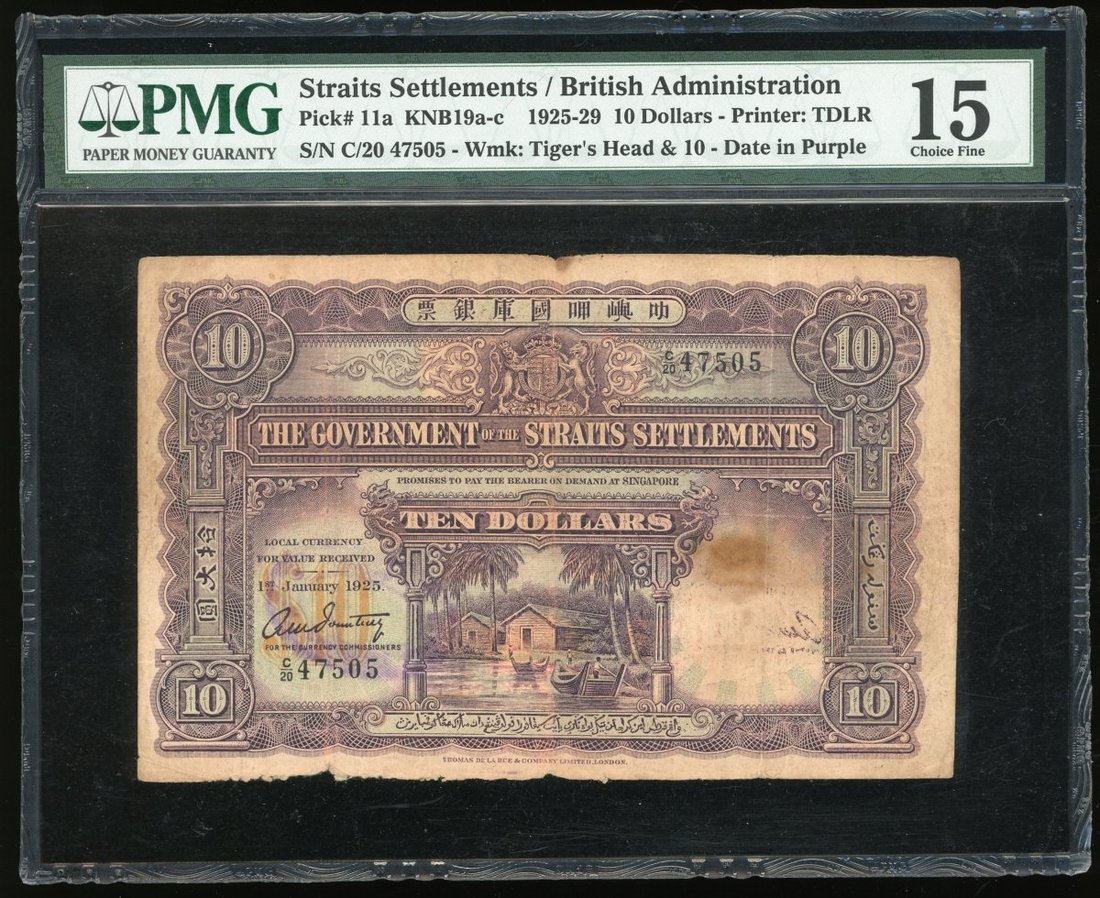 PMG
PAPER MONEY GUARANTY
Straits Settlements / British Administration
Pick# 11a KNB19a-c 1925-29 10 Dollars - Printer: TDLR
S/N C/20 47505 - Wmk: Tiger's Head & 10 - Date in Purple
15
Choice Fine
叻嶼呷國庫銀票
10
10
C/20 47505
THE GOVERNMENT OF THE STRAITS SETTLEMENTS
PROMISES TO PAY THE BEARER ON DEMAND AT SINGAPORE
TEN DOLLARS
拾大圓
LOCAL CURRENCY
FOR VALUE RECEIVED
1ST January 1925.
FOR THE CURRENCY COMMISSIONERS
C/20 47505
10
10
THOMAS DE LA RUE & COMPANY LIMITED, LONDON.